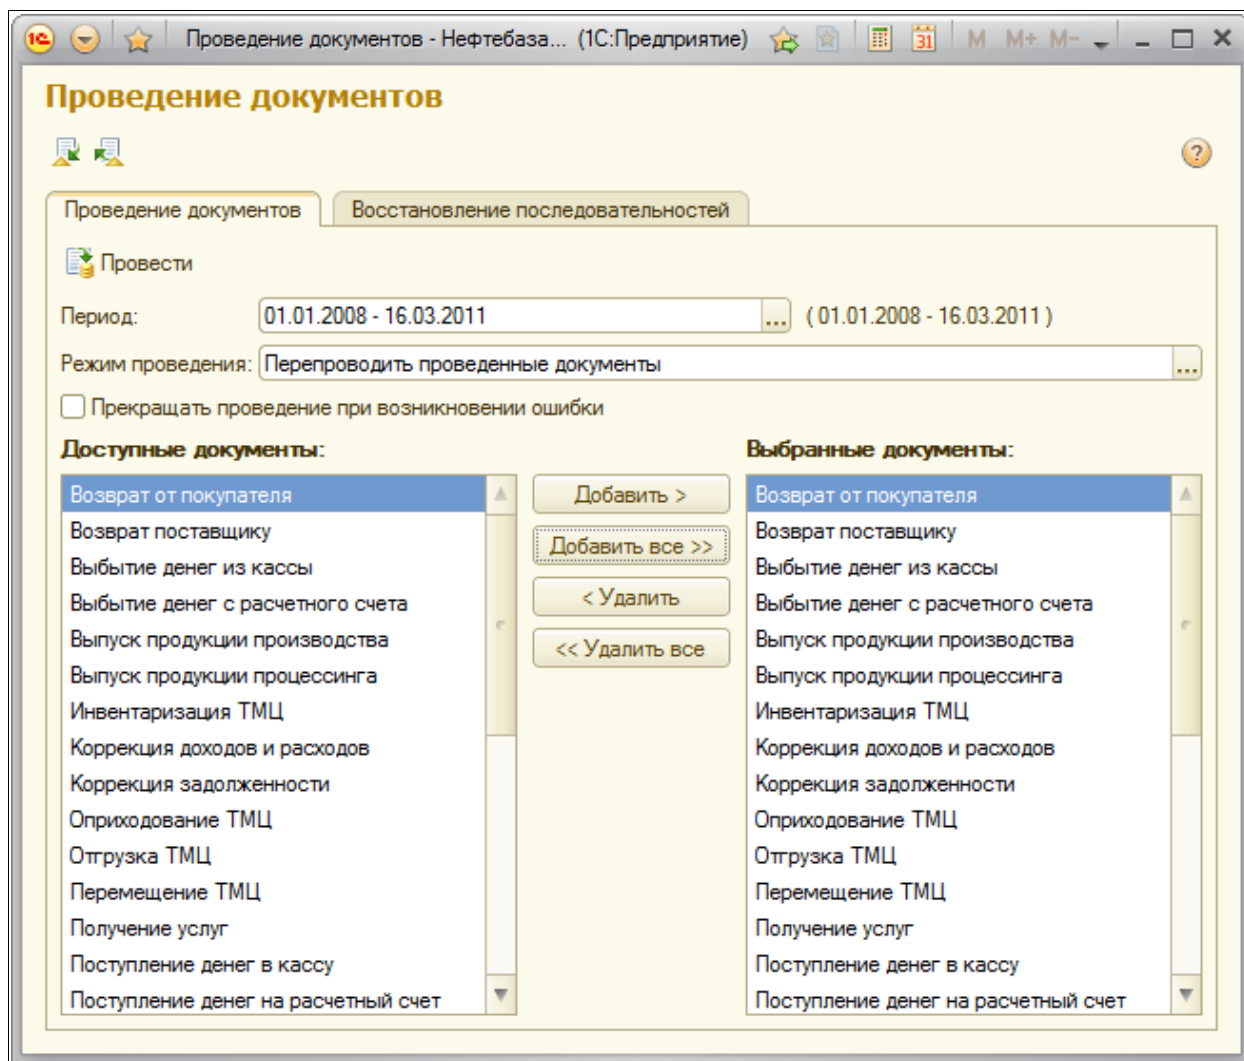 1С Проведение документов - Нефтебаза... (1С:Предприятие) 31 M M+ M-
Проведение документов
?
Проведение документов Восстановление последовательностей
Провести
Период: 01.01.2008 - 16.03.2011 ... ( 01.01.2008 - 16.03.2011 )
Режим проведения: Перепроводить проведенные документы ...
Прекращать проведение при возникновении ошибки
Доступные документы:
Возврат от покупателя
Возврат поставщику
Выбытие денег из кассы
Выбытие денег с расчетного счета
Выпуск продукции производства
Выпуск продукции процессинга
Инвентаризация ТМЦ
Коррекция доходов и расходов
Коррекция задолженности
Оприходование ТМЦ
Отгрузка ТМЦ
Перемещение ТМЦ
Получение услуг
Поступление денег в кассу
Поступление денег на расчетный счет
Добавить >
Добавить все >>
< Удалить
<< Удалить все
Выбранные документы:
Возврат от покупателя
Возврат поставщику
Выбытие денег из кассы
Выбытие денег с расчетного счета
Выпуск продукции производства
Выпуск продукции процессинга
Инвентаризация ТМЦ
Коррекция доходов и расходов
Коррекция задолженности
Оприходование ТМЦ
Отгрузка ТМЦ
Перемещение ТМЦ
Получение услуг
Поступление денег в кассу
Поступление денег на расчетный счет